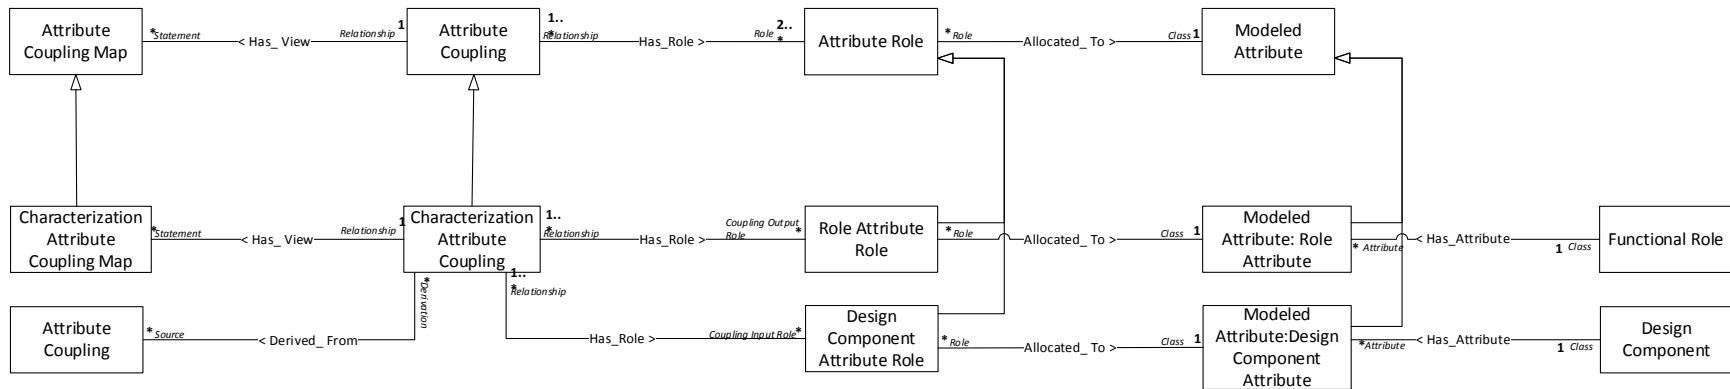 Attribute
Coupling Map
*
Statement
< Has_ View
Relationship
1
Attribute
Coupling
1..
*
Relationship
Has_Role >
Role
2..
*
Attribute Role
*
Role
Allocated_ To >
Class
1
Modeled
Attribute
Characterization
Attribute
Coupling Map
*
Statement
< Has_ View
Relationship
1
Characterization
Attribute
Coupling
1..
*
Relationship
Has_Role >
Coupling Output
Role
*
Role Attribute
Role
*
Role
Allocated_ To >
Class
1
Modeled
Attribute: Role
Attribute
*
Attribute
< Has_Attribute
1
Class
Functional Role
Attribute
Coupling
*
Source
< Derived_ From
*
Derivation
1..
*
Relationship
Has_Role >
Coupling Input Role
*
Design
Component
Attribute Role
*
Role
Allocated_ To >
Class
1
Modeled
Attribute:Design
Component
Attribute
*
Attribute
< Has_Attribute
1
Class
Design
Component